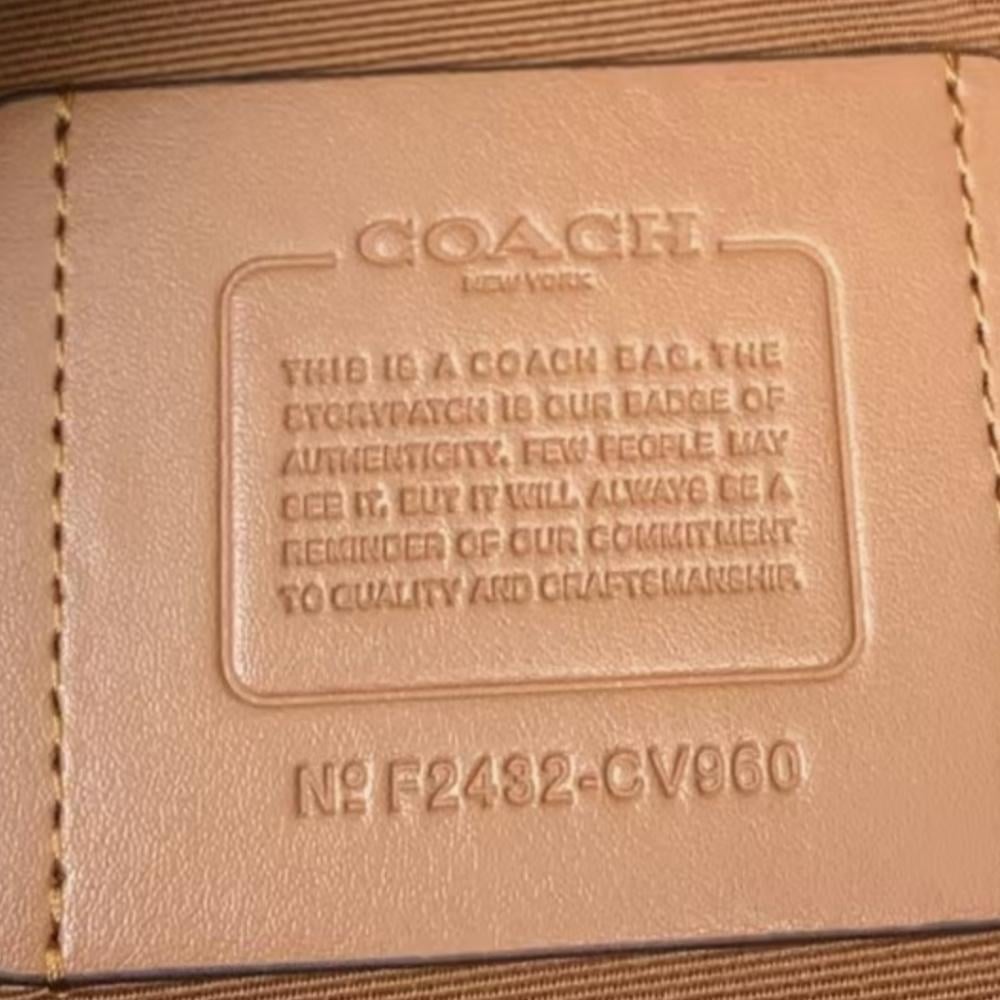 COACH
NEW YORK
THIS IS A COACH BAG. THE
STORYPATCH IS OUR BADGE OF
AUTHENTICITY. FEW PEOPLE MAY
SEE IT, BUT IT WILL ALWAYS BE A
REMINDER OF OUR COMMITMENT
TO QUALITY AND CRAFTSMANSHIP.
Nº F2432-CV960